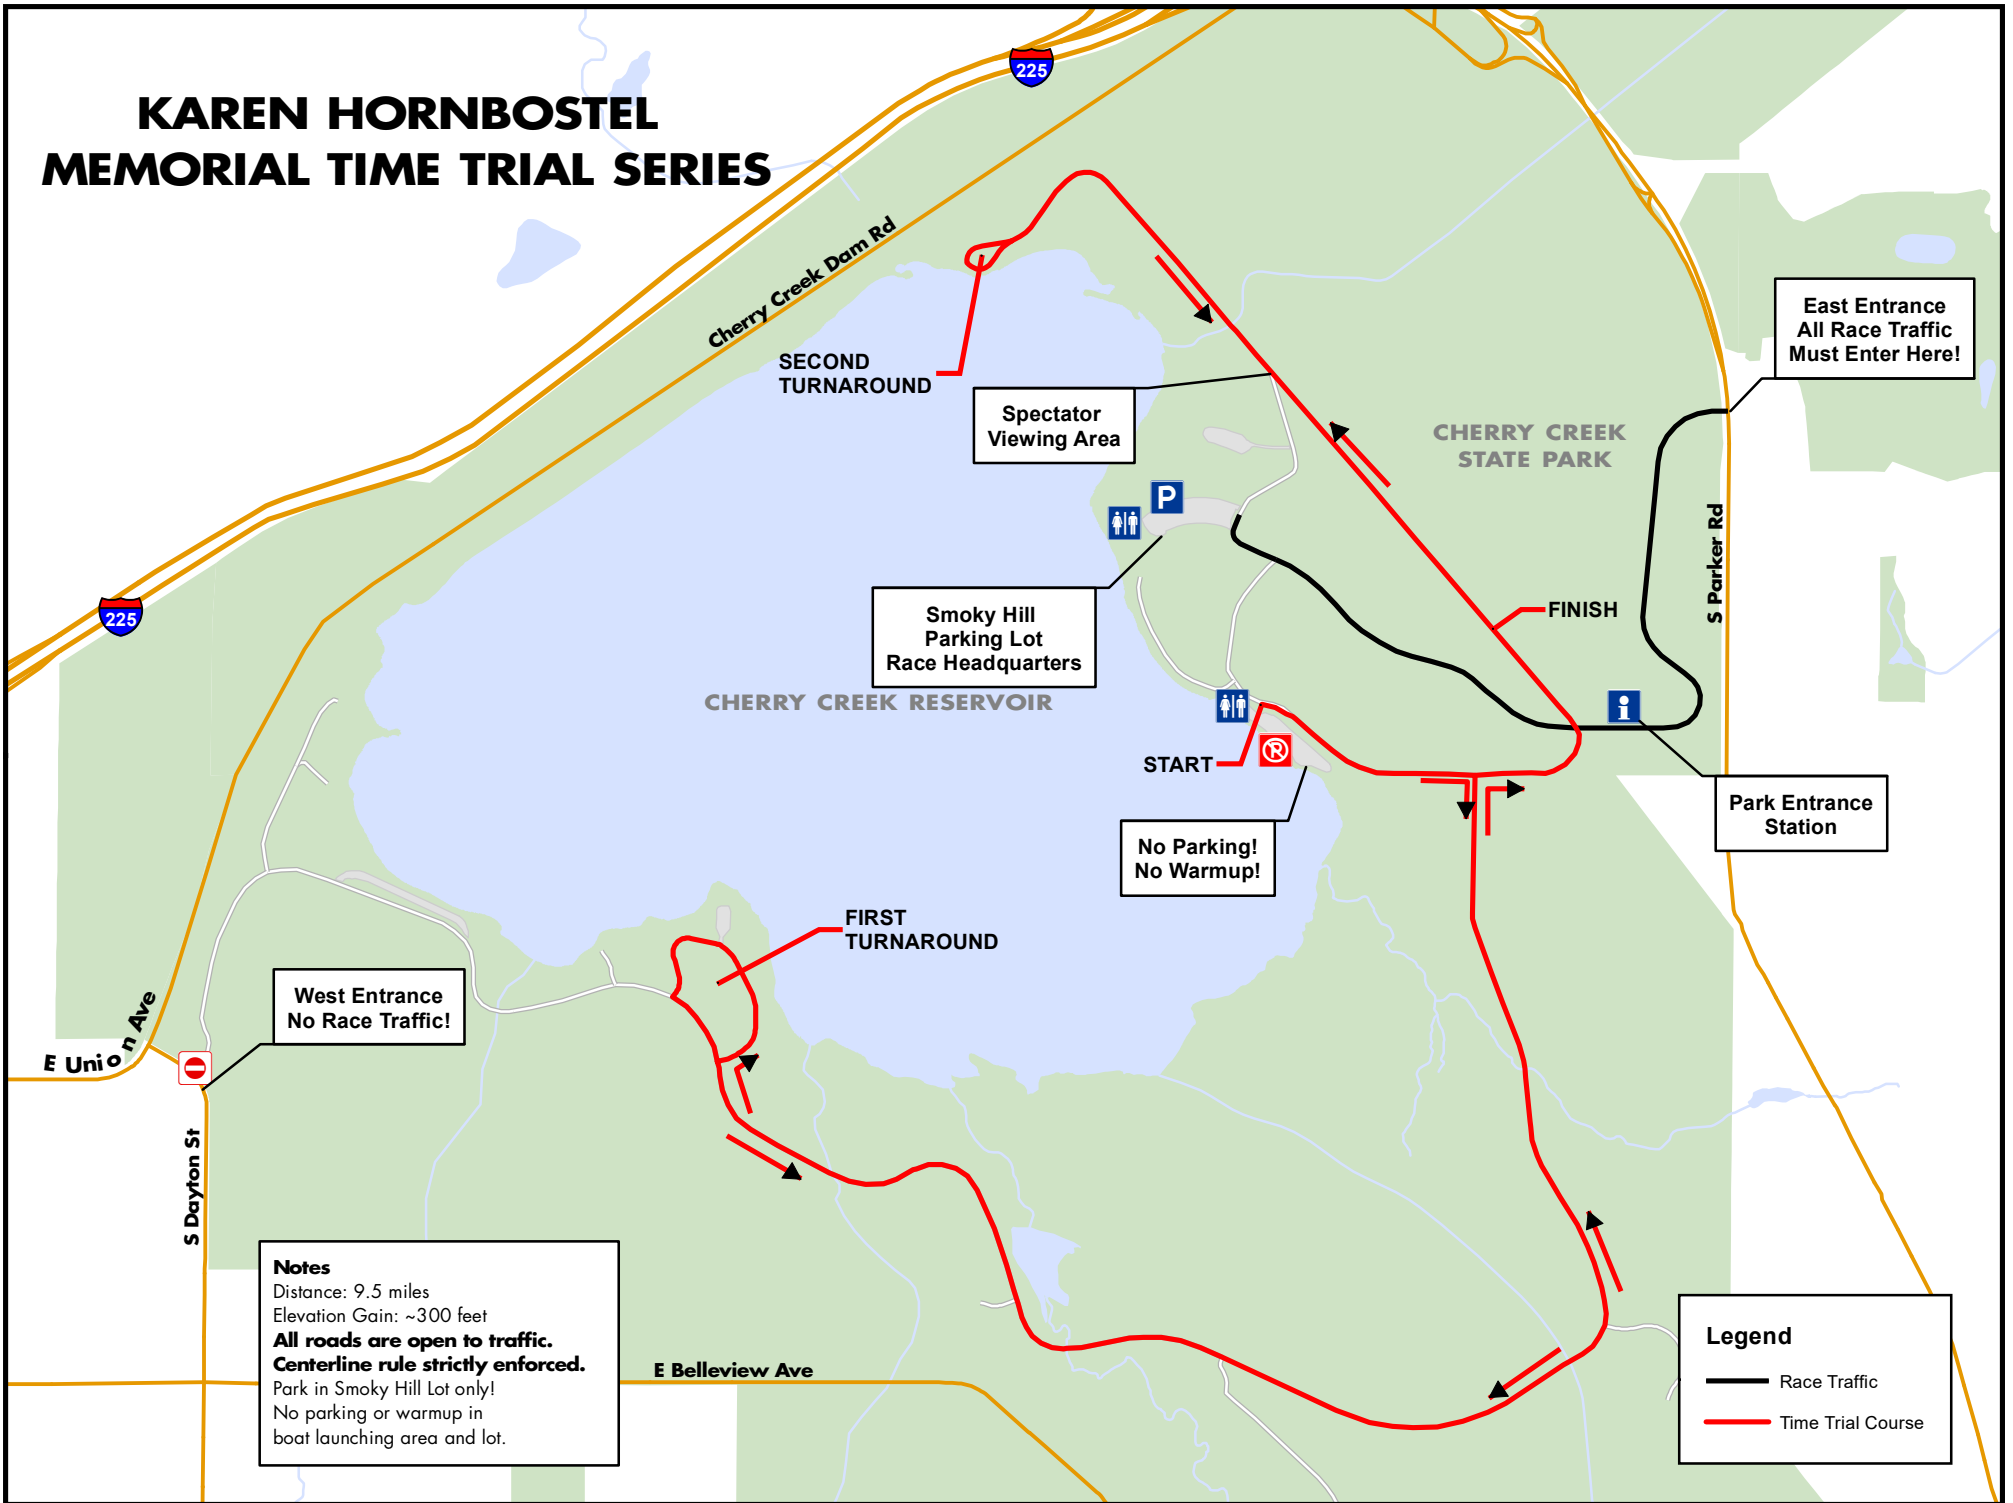 KAREN HORNBOSTEL
MEMORIAL TIME TRIAL SERIES
225
225
Cherry Creek Dam Rd
SECOND
TURNAROUND
Spectator
Viewing Area
East Entrance
All Race Traffic
Must Enter Here!
CHERRY CREEK
STATE PARK
P
S Parker Rd
Smoky Hill
Parking Lot
Race Headquarters
FINISH
CHERRY CREEK RESERVOIR
i
START
P
No Parking!
No Warmup!
Park Entrance
Station
FIRST
TURNAROUND
West Entrance
No Race Traffic!
E Union Ave
S Dayton St
Notes
Distance: 9.5 miles
Elevation Gain: ~300 feet
All roads are open to traffic.
Centerline rule strictly enforced.
Park in Smoky Hill Lot only!
No parking or warmup in
boat launching area and lot.
E Belleview Ave
Legend
Race Traffic
Time Trial Course